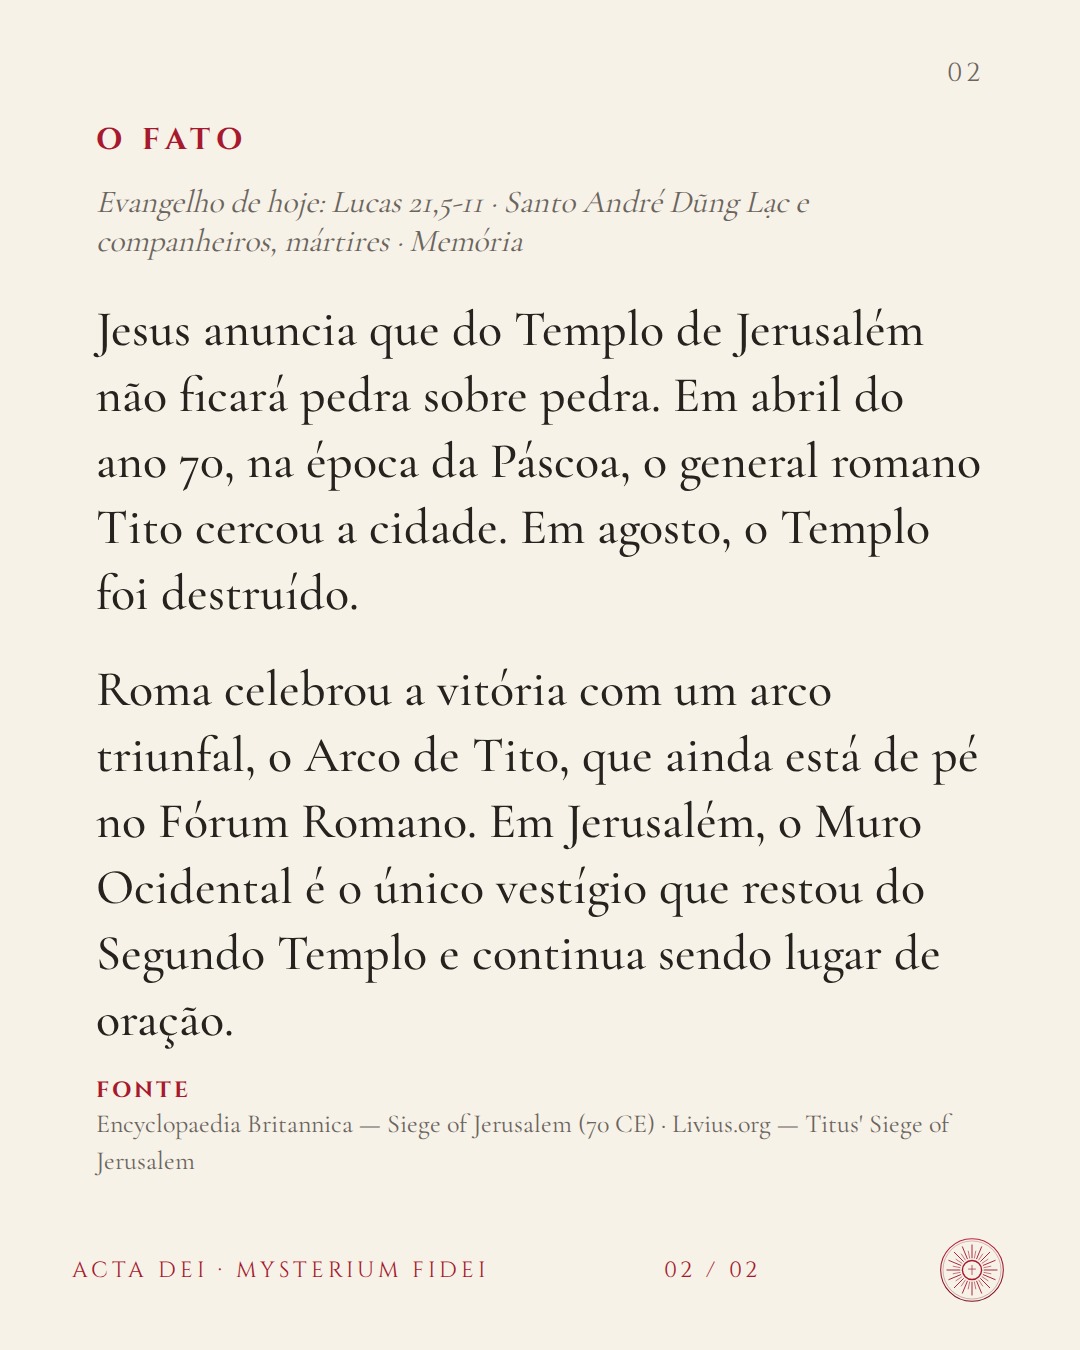 02
O FATO
Evangelho de hoje: Lucas 21,5-11 · Santo André Dũng Lạc e
companheiros, mártires · Memória
Jesus anuncia que do Templo de Jerusalém
não ficará pedra sobre pedra. Em abril do
ano 70, na época da Páscoa, o general romano
Tito cercou a cidade. Em agosto, o Templo
foi destruído.
Roma celebrou a vitória com um arco
triunfal, o Arco de Tito, que ainda está de pé
no Fórum Romano. Em Jerusalém, o Muro
Ocidental é o único vestígio que restou do
Segundo Templo e continua sendo lugar de
oração.
FONTE
Encyclopaedia Britannica — Siege of Jerusalem (70 CE) · Livius.org — Titus' Siege of
Jerusalem
ACTA DEI · MYSTERIUM FIDEI
02 / 02